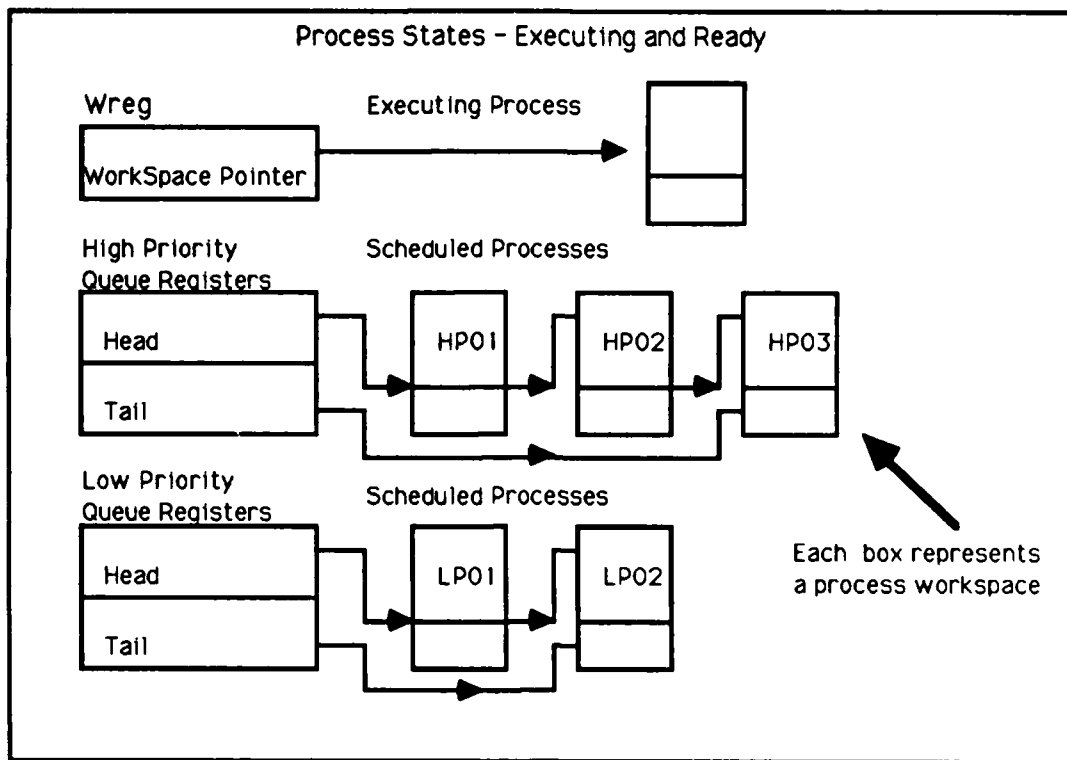 Process States - Executing and Ready
Wreg
Executing Process
WorkSpace Pointer
High Priority
Queue Registers
Scheduled Processes
Head
HP01
HP02
HP03
Tail
Low Priority
Queue Registers
Scheduled Processes
Head
LP01
LP02
Tail
Each box represents
a process workspace